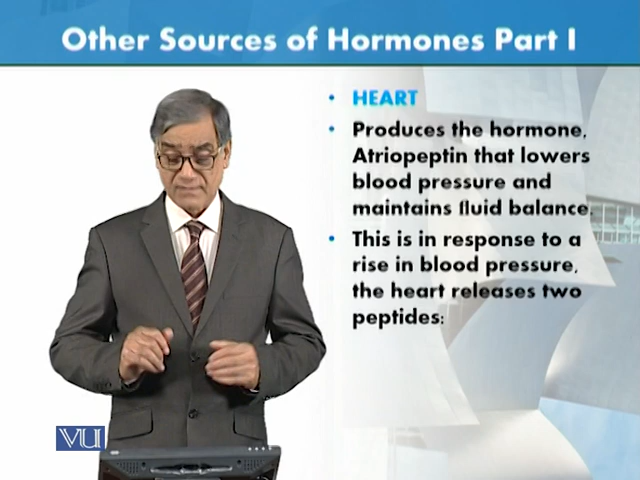 Other Sources of Hormones Part I
• HEART
• Produces the hormone,
Atriopeptin that lowers
blood pressure and
maintains fluid balance.
• This is in response to a
rise in blood pressure,
the heart releases two
peptides:
VU